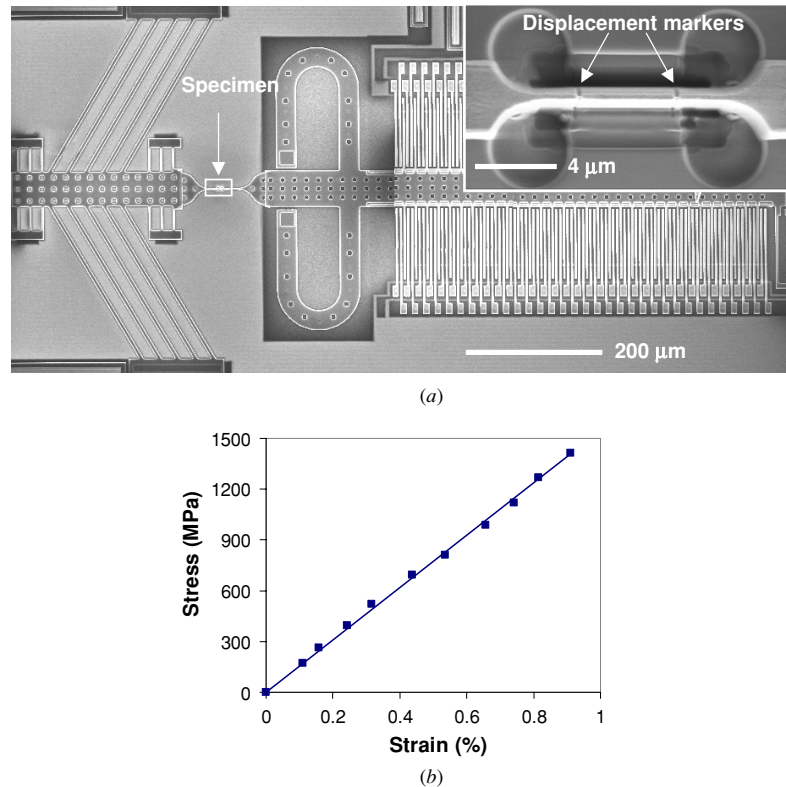 Displacement markers
Specimen
4 μm
200 μm
(a)
1500
1200
900
600
300
0
Stress (MPa)
0 0.2 0.4 0.6 0.8 1
Strain (%)
(b)